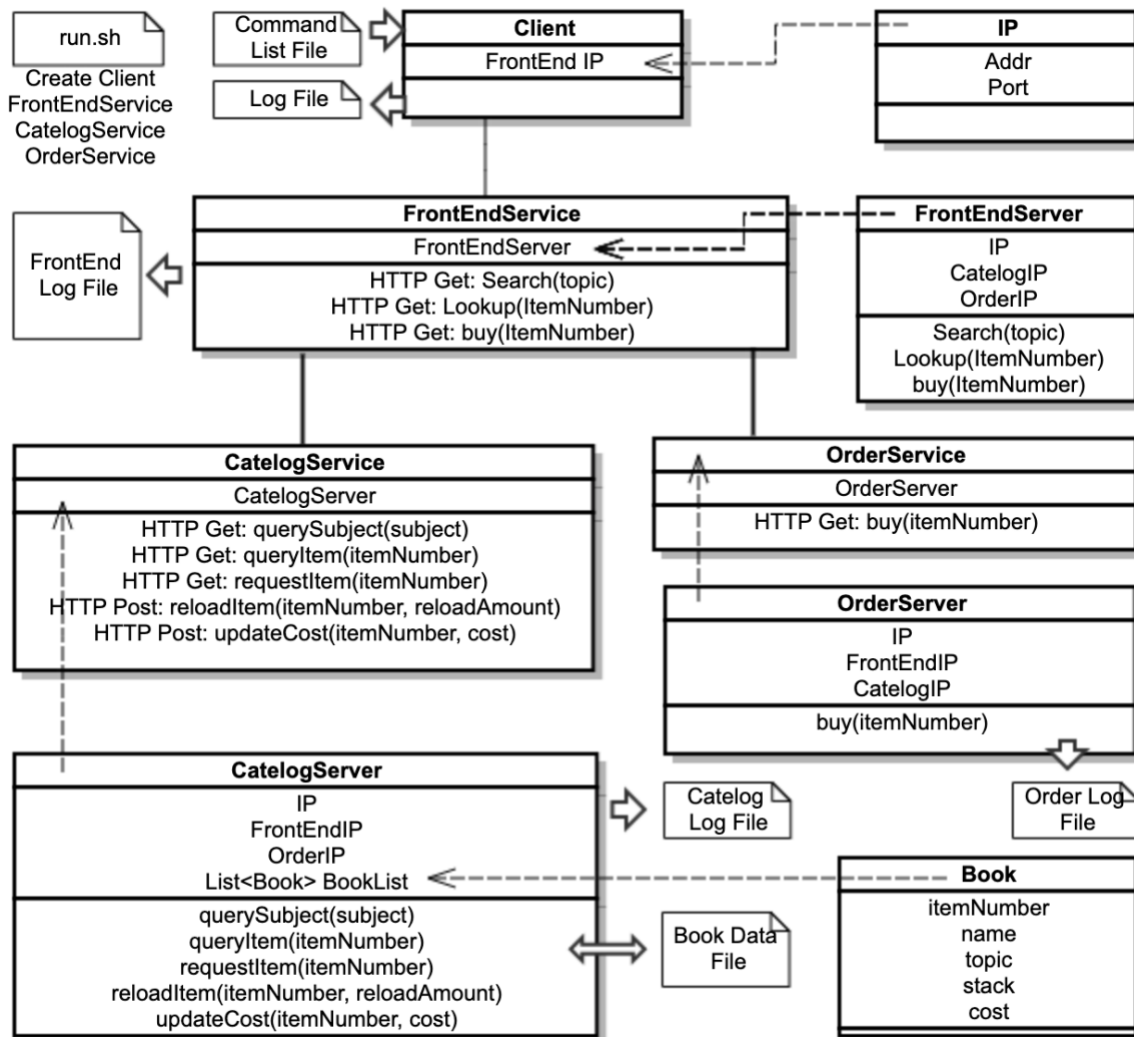 run.sh
Create Client
FrontEndService
CatelogService
OrderService
Command
List File
Log File
Client
FrontEnd IP
IP
Addr
Port
FrontEnd
Log File
FrontEndService
FrontEndServer
HTTP Get: Search(topic)
HTTP Get: Lookup(ItemNumber)
HTTP Get: buy(ItemNumber)
FrontEndServer
IP
CatelogIP
OrderIP
Search(topic)
Lookup(ItemNumber)
buy(ItemNumber)
CatelogService
CatelogServer
HTTP Get: querySubject(subject)
HTTP Get: queryItem(itemNumber)
HTTP Get: requestItem(itemNumber)
HTTP Post: reloadItem(itemNumber, reloadAmount)
HTTP Post: updateCost(itemNumber, cost)
OrderService
OrderServer
HTTP Get: buy(itemNumber)
OrderServer
IP
FrontEndIP
CatelogIP
buy(itemNumber)
CatelogServer
IP
FrontEndIP
OrderIP
List<Book> BookList
querySubject(subject)
queryItem(itemNumber)
requestItem(itemNumber)
reloadItem(itemNumber, reloadAmount)
updateCost(itemNumber, cost)
Catelog
Log File
Order Log
File
Book Data
File
Book
itemNumber
name
topic
stack
cost